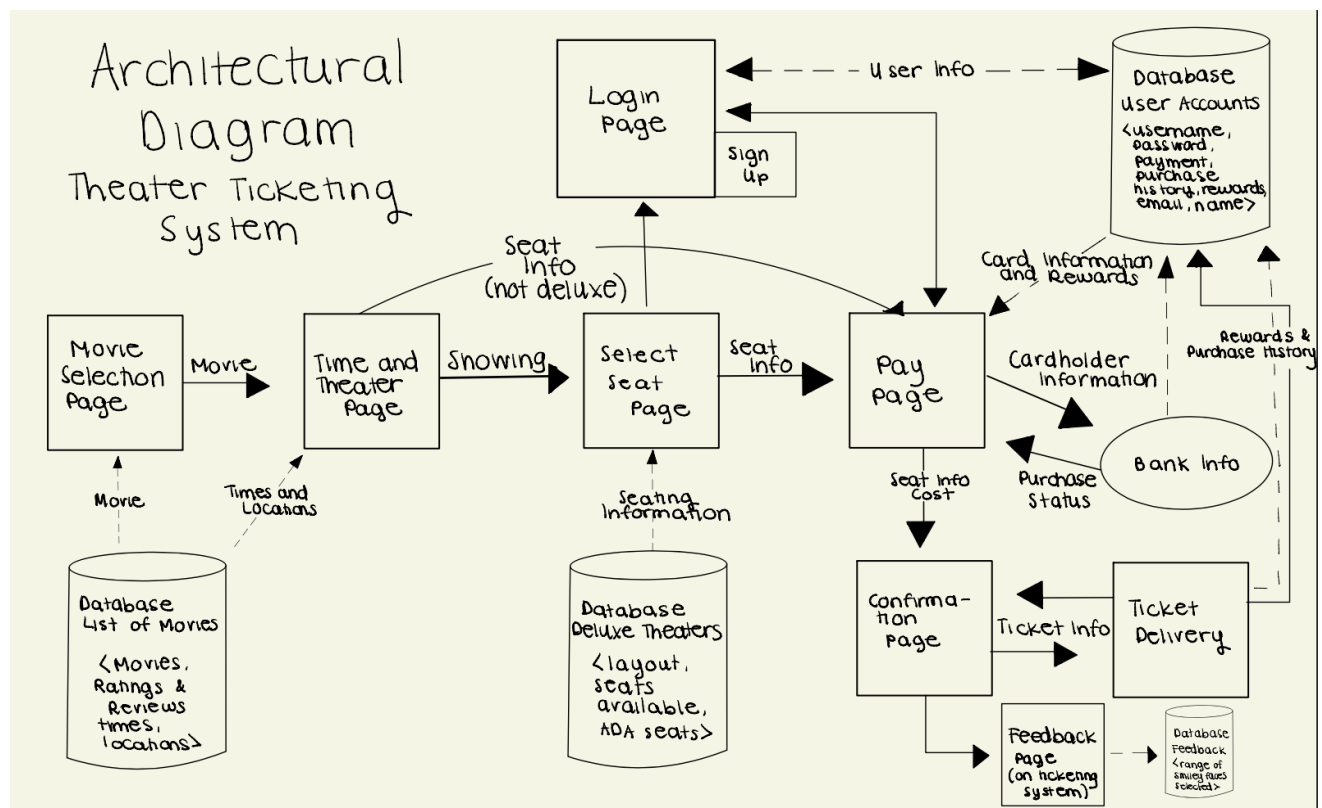 Architectural
Diagram
Theater Ticketing
System
Login
Page
Sign
Up
User Info
Database
User Accounts
<username,
password,
payment,
purchase
history, rewards,
email, name>
Seat
Info
(not deluxe)
Card Information
and Rewards
Movie
Selection
Page
Movie
Time and
Theater
Page
Showing
Select
Seat
Page
Seat
Info
Pay
Page
Cardholder
Information
Rewards &
Purchase History
Bank Info
Purchase
Status
Seat Info
Cost
Movie
Times and
Locations
Seating
Information
Database
List of Movies
<Movies,
Ratings &
Reviews
times,
locations>
Database
Deluxe Theaters
<layout,
seats
available,
ADA seats>
Confirma-
tion
Page
Ticket Info
Ticket
Delivery
Feedback
Page
(on ticketing
system)
Database
Feedback
<range of
smiley faces
selected>